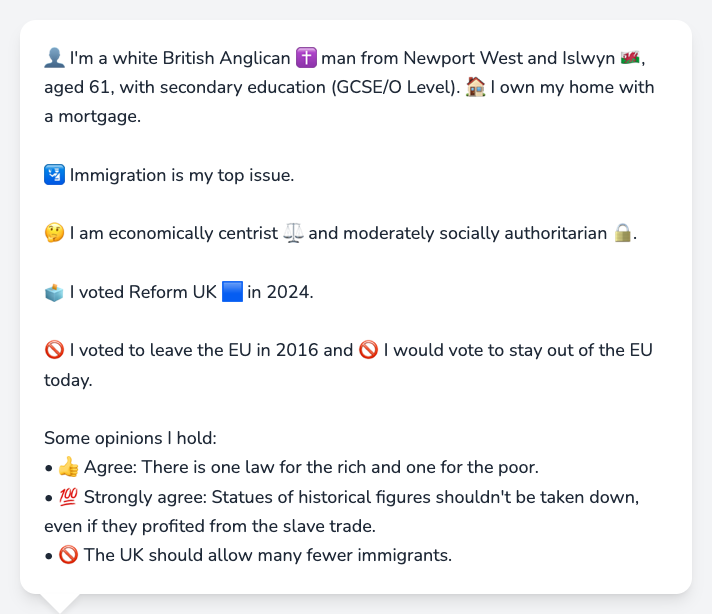 👤 I'm a white British Anglican ✝️ man from Newport West and Islwyn 🏴󠁧󠁢󠁷󠁬󠁳󠁿,
aged 61, with secondary education (GCSE/O Level). 🏠 I own my home with
a mortgage.
🛂 Immigration is my top issue.
🤔 I am economically centrist ⚖️ and moderately socially authoritarian 🔒.
🗳️ I voted Reform UK 🟦 in 2024.
🚫 I voted to leave the EU in 2016 and 🚫 I would vote to stay out of the EU
today.
Some opinions I hold:
• 👍 Agree: There is one law for the rich and one for the poor.
• 💯 Strongly agree: Statues of historical figures shouldn't be taken down,
even if they profited from the slave trade.
• 🚫 The UK should allow many fewer immigrants.